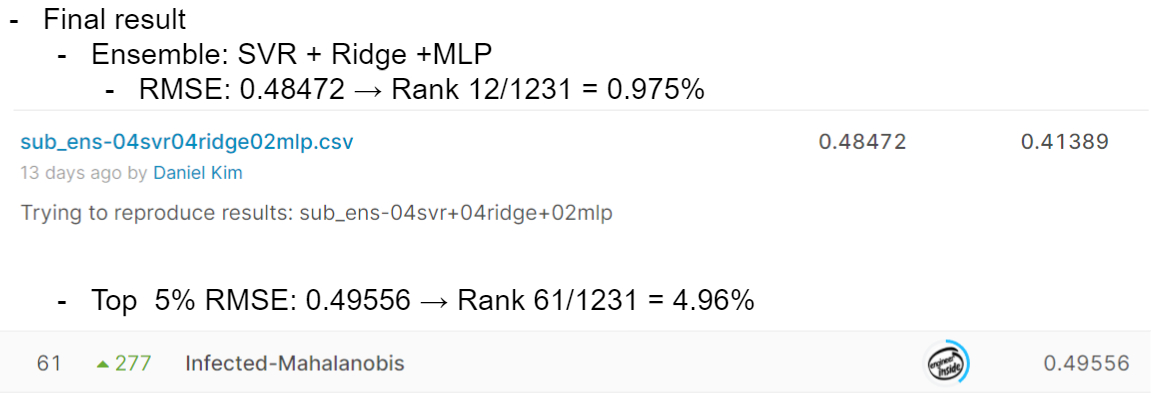 - Final result
- Ensemble: SVR + Ridge +MLP
- RMSE: 0.48472 → Rank 12/1231 = 0.975%
sub_ens-04svr04ridge02mlp.csv 0.48472 0.41389
13 days ago by Daniel Kim
Trying to reproduce results: sub_ens-04svr+04ridge+02mlp
- Top  5% RMSE: 0.49556 → Rank 61/1231 = 4.96%
61 ▲277 Infected-Mahalanobis engineer inside 0.49556